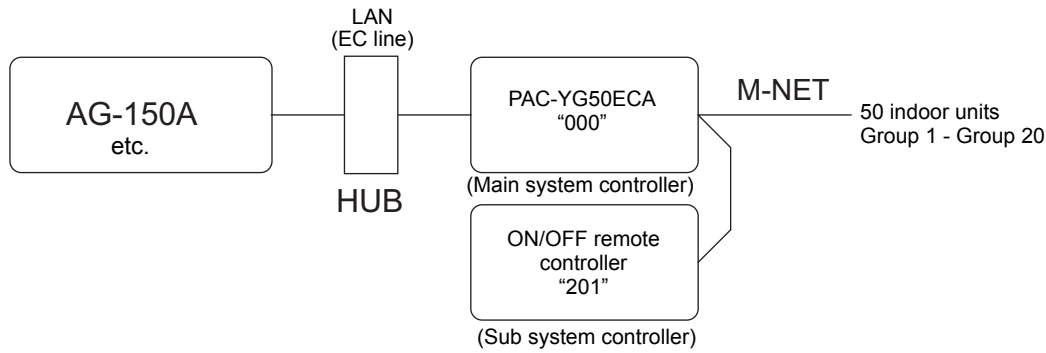 LAN
(EC line)
AG-150A
etc.
HUB
PAC-YG50ECA
“000”
(Main system controller)
M-NET
50 indoor units
Group 1 - Group 20
ON/OFF remote
controller
“201”
(Sub system controller)